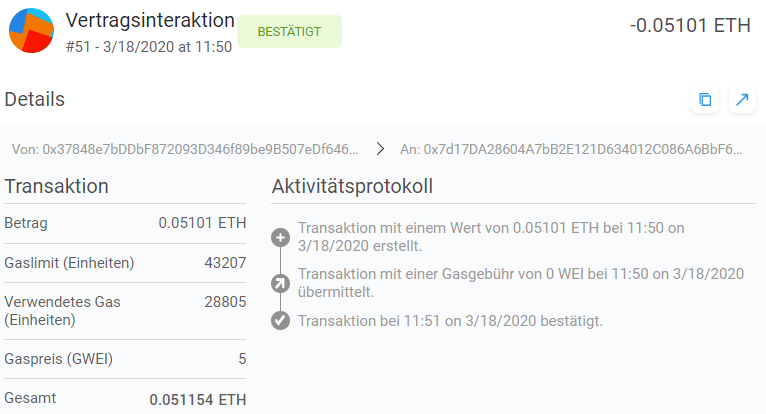 Vertragsinteraktion
#51 - 3/18/2020 at 11:50
BESTÄTIGT
-0.05101 ETH
Details
Von: 0x37848e7bDDbF872093D346f89be9B507eDf646...
An: 0x7d17DA28604A7bB2E121D634012C086A6BbF6...
Transaktion
Betrag 0.05101 ETH
Gaslimit (Einheiten) 43207
Verwendetes Gas
(Einheiten) 28805
Gaspreis (GWEI) 5
Gesamt 0.051154 ETH
Aktivitätsprotokoll
Transaktion mit einem Wert von 0.05101 ETH bei 11:50 on
3/18/2020 erstellt.
Transaktion mit einer Gasgebühr von 0 WEI bei 11:50 on 3/18/2020
übermittelt.
Transaktion bei 11:51 on 3/18/2020 bestätigt.